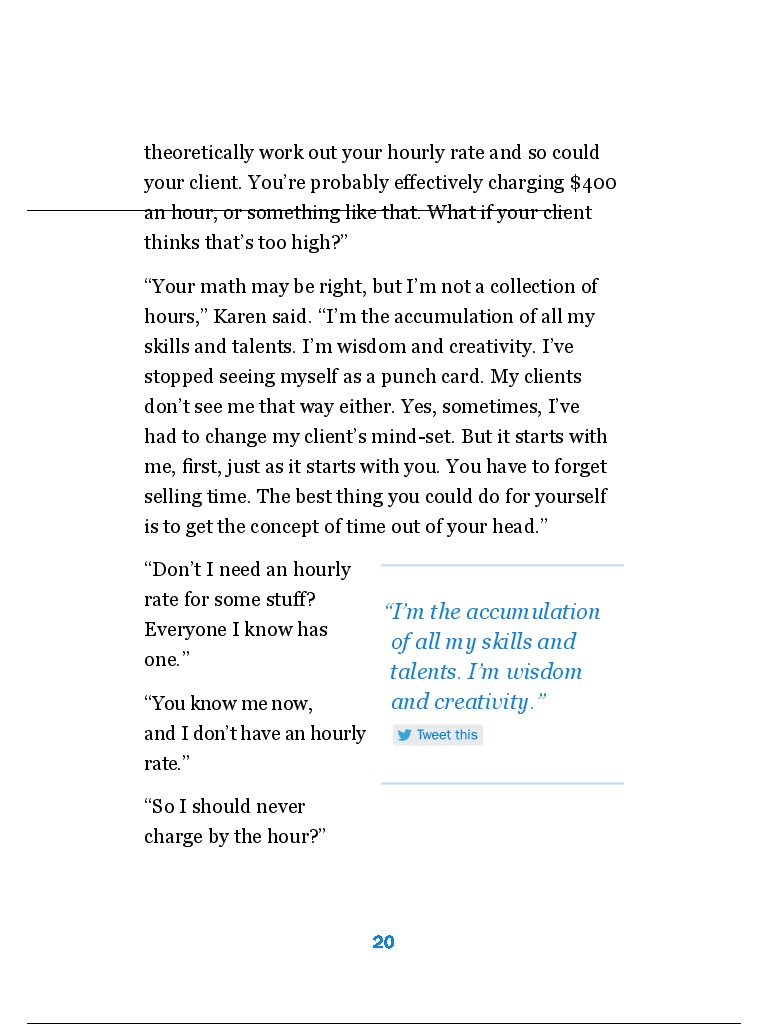 theoretically work out your hourly rate and so could
your client. You’re probably effectively charging $400
an hour, or something like that. What if your client
thinks that’s too high?”
“Your math may be right, but I’m not a collection of
hours,” Karen said. “I’m the accumulation of all my
skills and talents. I’m wisdom and creativity. I’ve
stopped seeing myself as a punch card. My clients
don’t see me that way either. Yes, sometimes, I’ve
had to change my client’s mind-set. But it starts with
me, first, just as it starts with you. You have to forget
selling time. The best thing you could do for yourself
is to get the concept of time out of your head.”
“Don’t I need an hourly
rate for some stuff?
Everyone I know has
one.”
“You know me now,
and I don’t have an hourly
rate.”
“So I should never
charge by the hour?”
“I’m the accumulation
of all my skills and
talents. I’m wisdom
and creativity.”
Tweet this
20